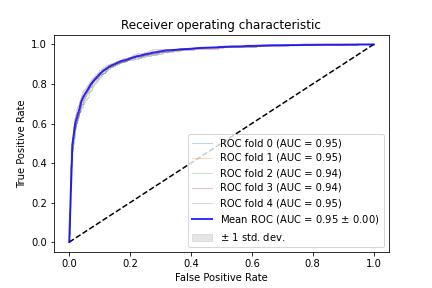 Receiver operating characteristic
1.0
0.8
0.6
0.4
0.2
0.0
True Positive Rate
ROC fold 0 (AUC = 0.95)
ROC fold 1 (AUC = 0.95)
ROC fold 2 (AUC = 0.94)
ROC fold 3 (AUC = 0.94)
ROC fold 4 (AUC = 0.95)
Mean ROC (AUC = 0.95 ± 0.00)
± 1 std. dev.
0.0 0.2 0.4 0.6 0.8 1.0
False Positive Rate